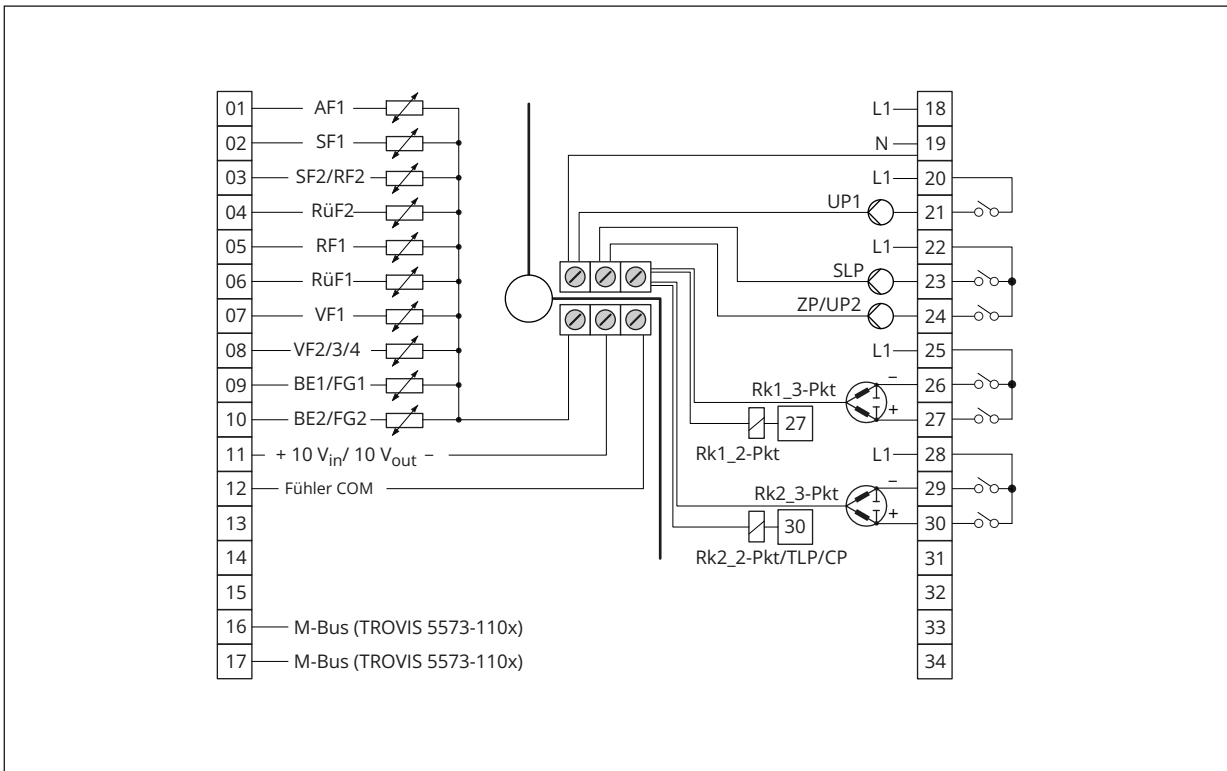 01 AF1
02 SF1
03 SF2/RF2
04 RüF2
05 RF1
06 RüF1
07 VF1
08 VF2/3/4
09 BE1/FG1
10 BE2/FG2
11 + 10 Vin/ 10 Vout −
12 Fühler COM
13
14
15
16 M-Bus (TROVIS 5573-110x)
17 M-Bus (TROVIS 5573-110x)
L1 18
N 19
L1 20
UP1 21
L1 22
SLP 23
ZP/UP2 24
L1 25
Rk1_3-Pkt − 26
+ 27
27
Rk1_2-Pkt
L1 28
Rk2_3-Pkt − 29
+ 30
30
Rk2_2-Pkt/TLP/CP
31
32
33
34